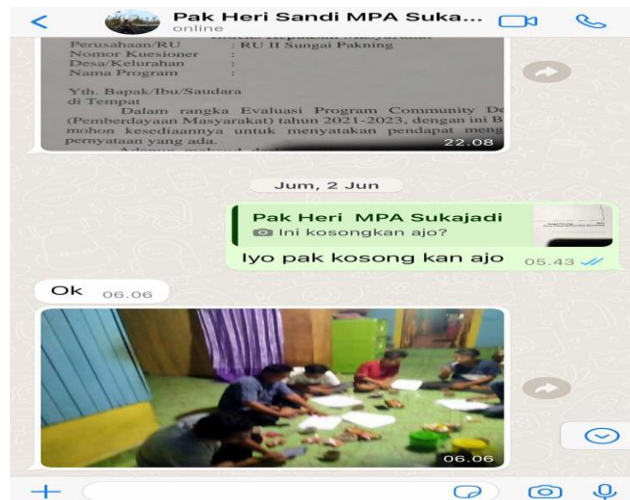 Pak Heri Sandi MPA Suka...
online
Perusahaan/RU : RU II Sungai Pakning
Nomor Kuesioner :
Desa/Kelurahan :
Nama Program :
Yth. Bapak/Ibu/Saudara
di Tempat
Dalam rangka Evaluasi Program Community De
(Pemberdayaan Masyarakat) tahun 2021-2023, dengan ini B
mohon kesediaannya untuk menyatakan pendapat meng
pernyataan yang ada.
22.08
Jum, 2 Jun
Pak Heri MPA Sukajadi
Ini kosongkan ajo?
Iyo pak kosong kan ajo 05.43
Ok 06.06
06.06